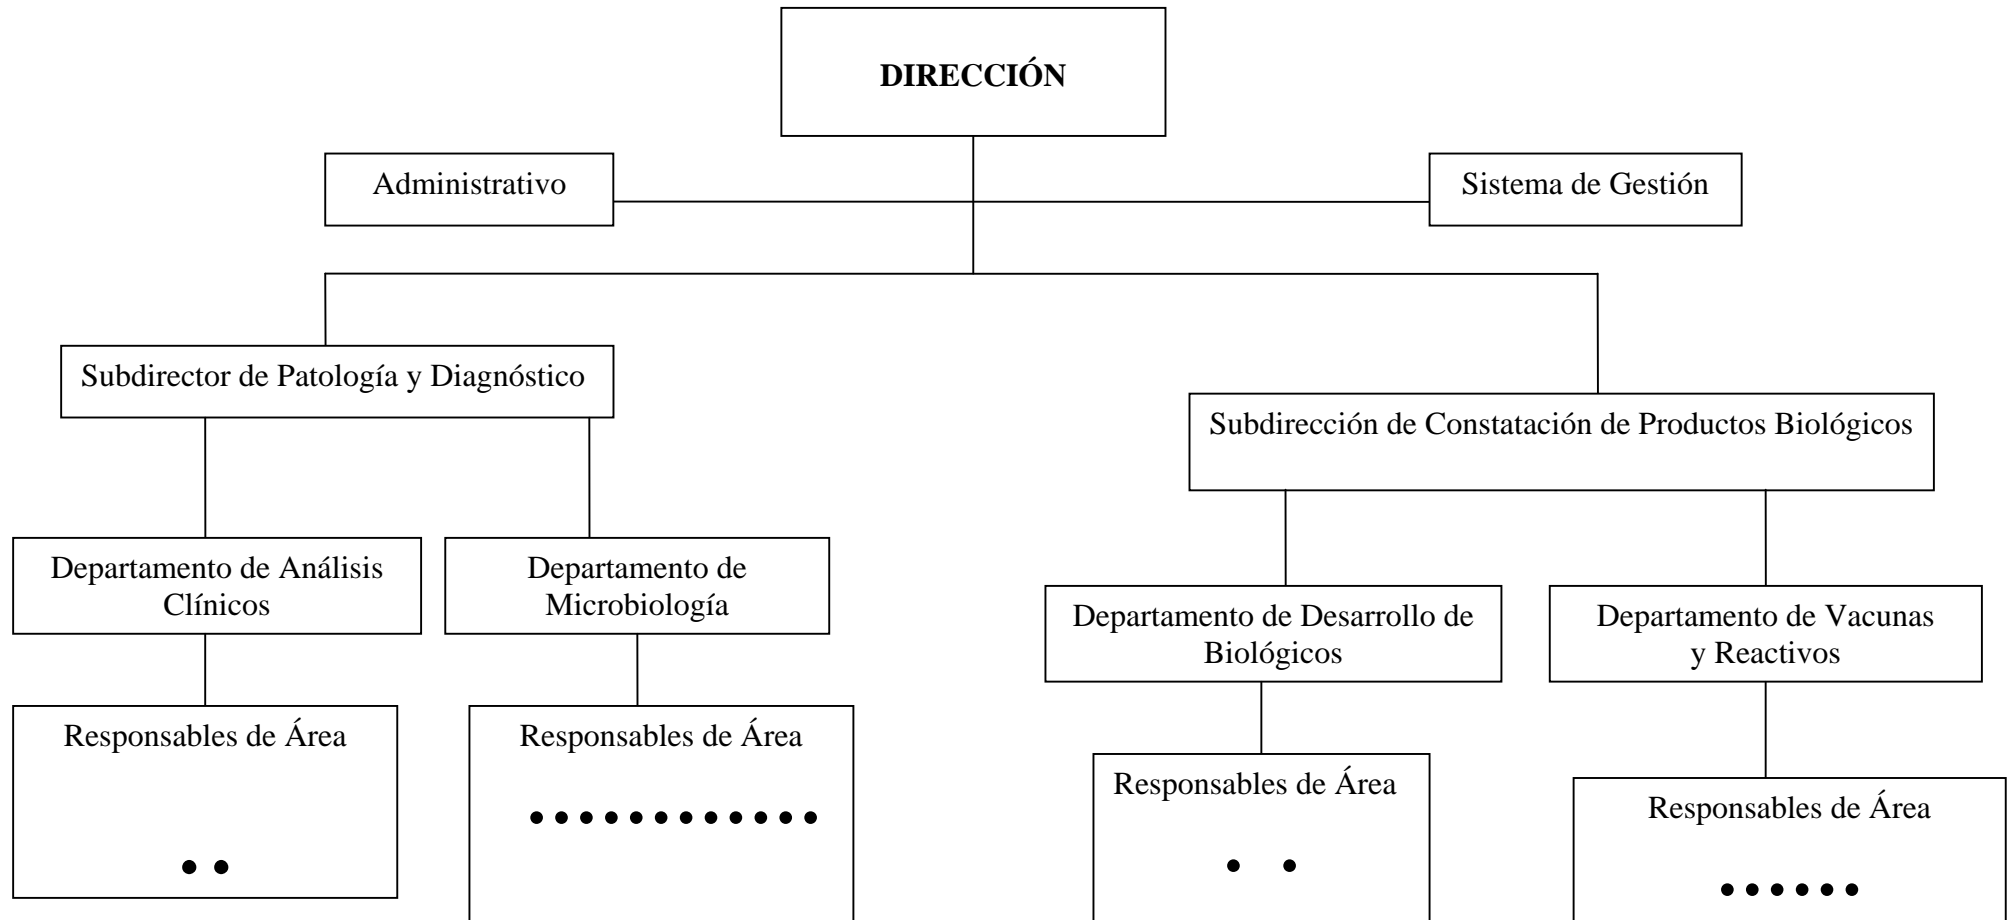 DIRECCIÓN
Administrativo
Sistema de Gestión
Subdirector de Patología y Diagnóstico
Subdirección de Constatación de Productos Biológicos
Departamento de Análisis
Clínicos
Departamento de
Microbiología
Departamento de Desarrollo de
Biológicos
Departamento de Vacunas
y Reactivos
Responsables de Área
Responsables de Área
Responsables de Área
Responsables de Área